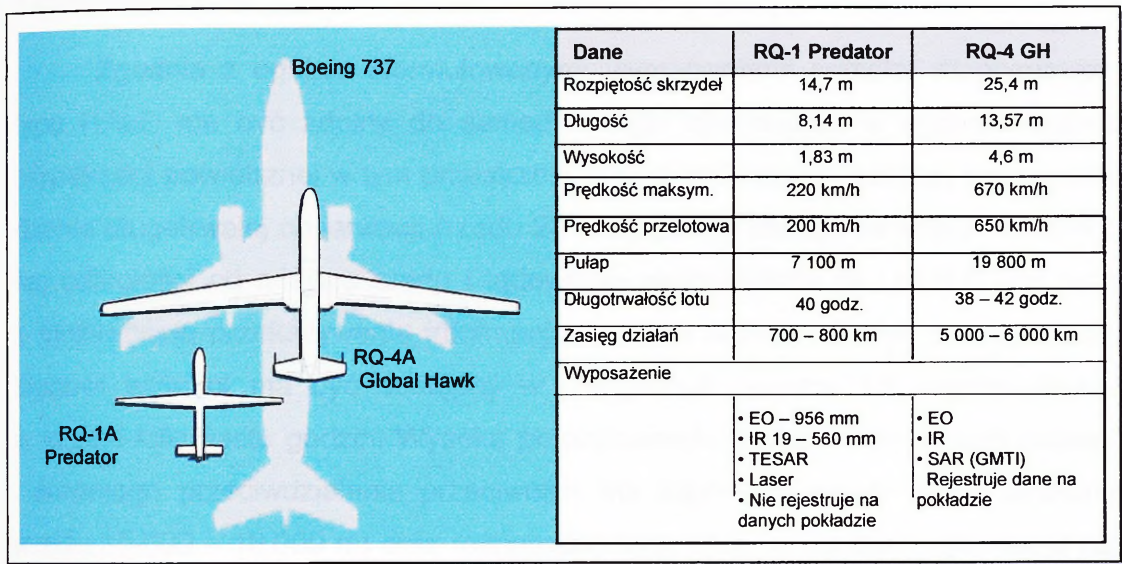 Boeing 737
RQ-4A
Global Hawk
RQ-1A
Predator
Dane RQ-1 Predator RQ-4 GH
Rozpiętość skrzydeł 14,7 m 25,4 m
Długość 8,14 m 13,57 m
Wysokość 1,83 m 4,6 m
Prędkość maksym. 220 km/h 670 km/h
Prędkość przelotowa 200 km/h 650 km/h
Pułap 7 100 m 19 800 m
Długotrwałość lotu 40 godz. 38 – 42 godz.
Zasięg działań 700 – 800 km 5 000 – 6 000 km
Wyposażenie
• EO – 956 mm
• IR 19 – 560 mm
• TESAR
• Laser
• Nie rejestruje na
danych pokładzie
• EO
• IR
• SAR (GMTI)
Rejestruje dane na
pokładzie